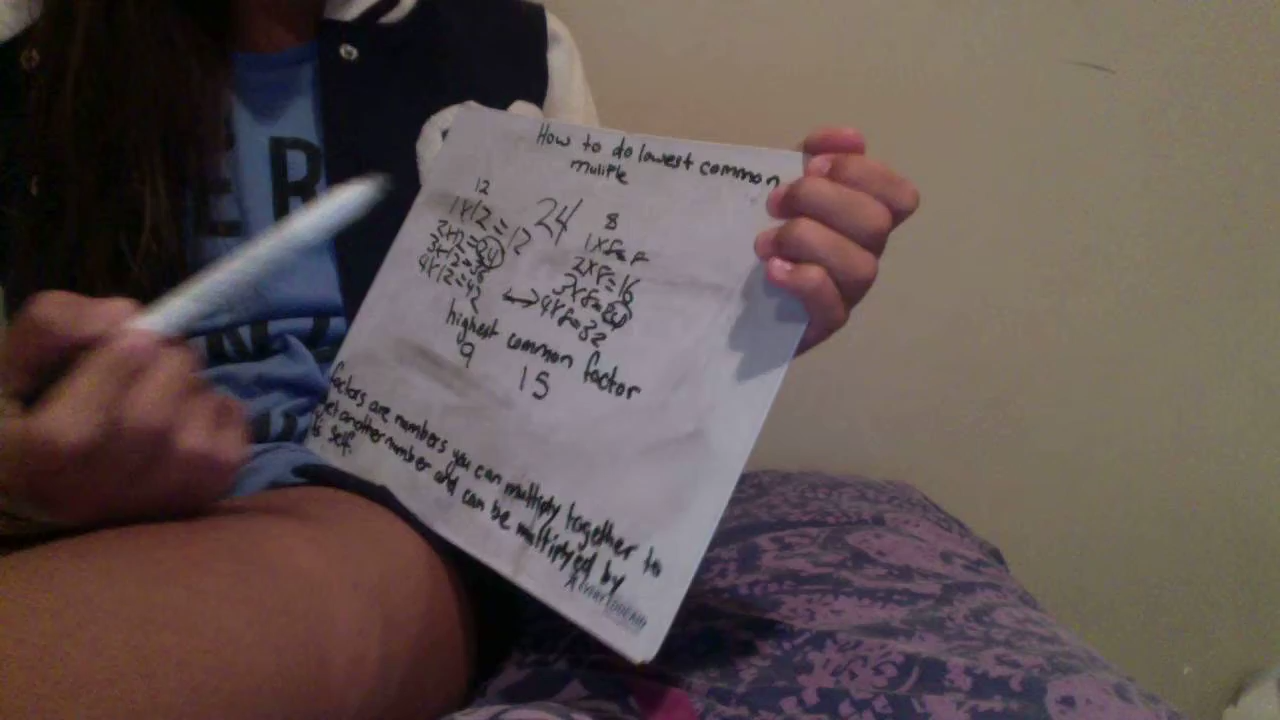 How to do lowest common
muliple
12
24
8
1x12=12
2x12=24
3x12=36
4x12=42
1x8=8
2x8=16
3x8=24
4x8=32
highest common factor
9 15
factors are numbers you can multiply together to
get another number and can be multiplyed by
its self.
ER